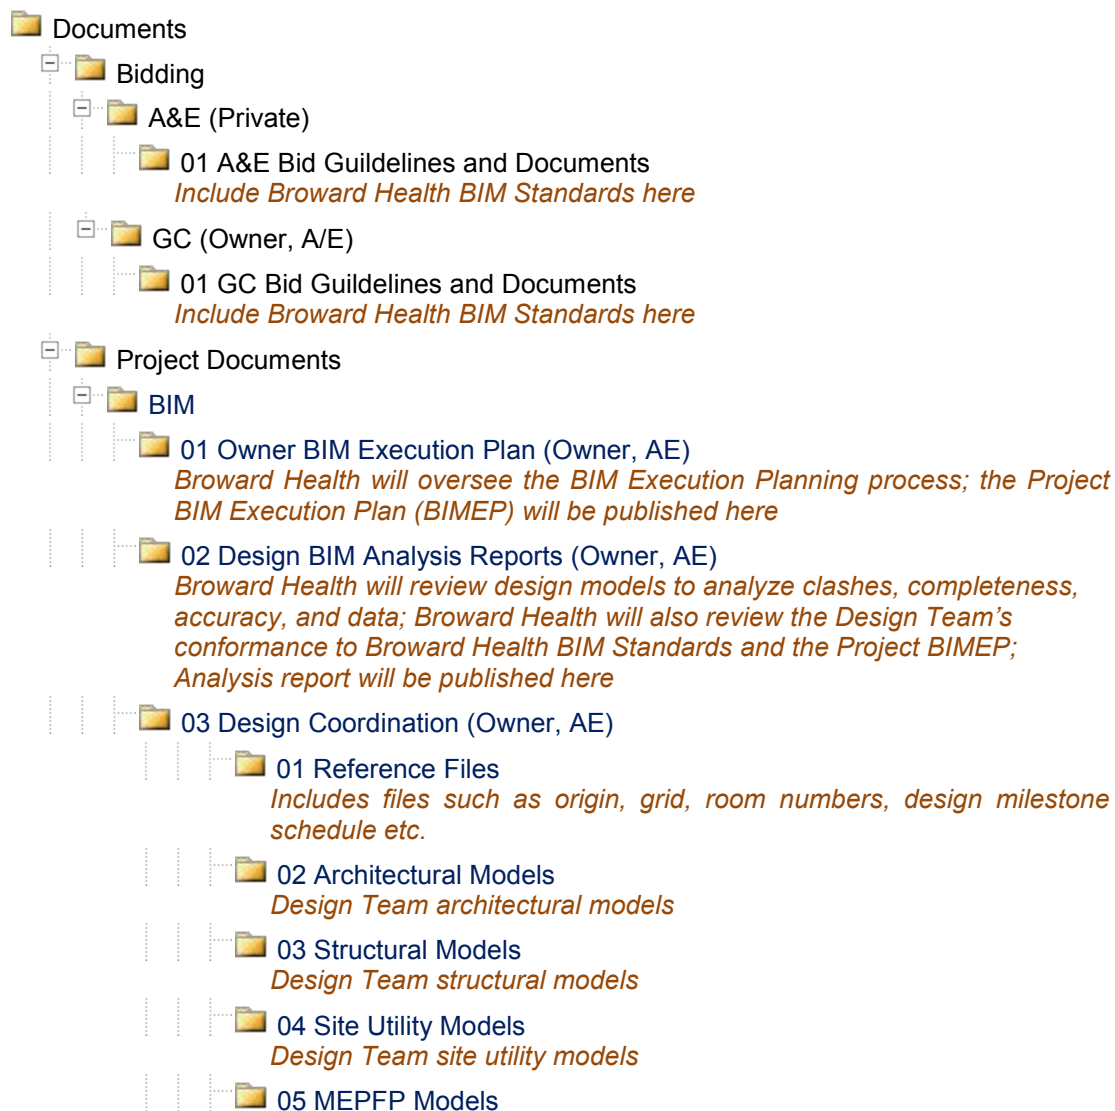 Documents
Bidding
A&E (Private)
01 A&E Bid Guildelines and Documents
Include Broward Health BIM Standards here
GC (Owner, A/E)
01 GC Bid Guildelines and Documents
Include Broward Health BIM Standards here
Project Documents
BIM
01 Owner BIM Execution Plan (Owner, AE)
Broward Health will oversee the BIM Execution Planning process; the Project
BIM Execution Plan (BIMEP) will be published here
02 Design BIM Analysis Reports (Owner, AE)
Broward Health will review design models to analyze clashes, completeness,
accuracy, and data; Broward Health will also review the Design Team’s
conformance to Broward Health BIM Standards and the Project BIMEP;
Analysis report will be published here
03 Design Coordination (Owner, AE)
01 Reference Files
Includes files such as origin, grid, room numbers, design milestone
schedule etc.
02 Architectural Models
Design Team architectural models
03 Structural Models
Design Team structural models
04 Site Utility Models
Design Team site utility models
05 MEPFP Models